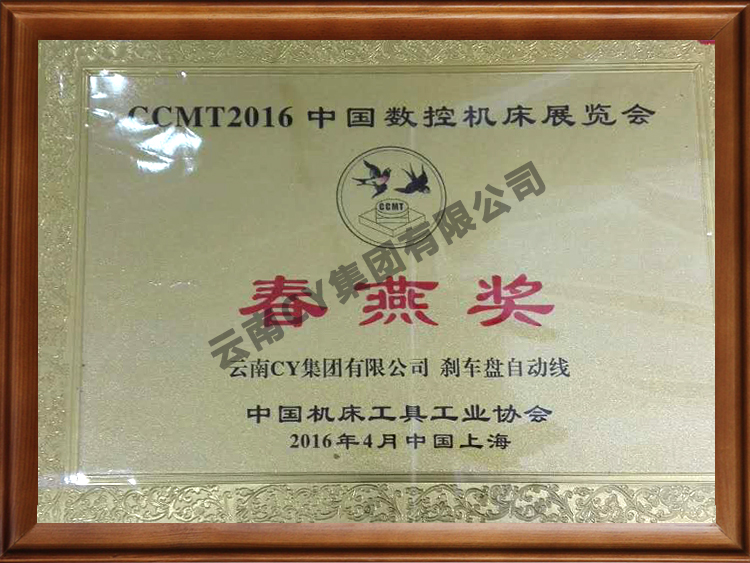 CCMT2016 中国数控机床展览会
CCMT
春燕奖
云南CY集团有限公司 刹车盘自动线
中国机床工具工业协会
2016年4月中国上海
云南CY集团有限公司